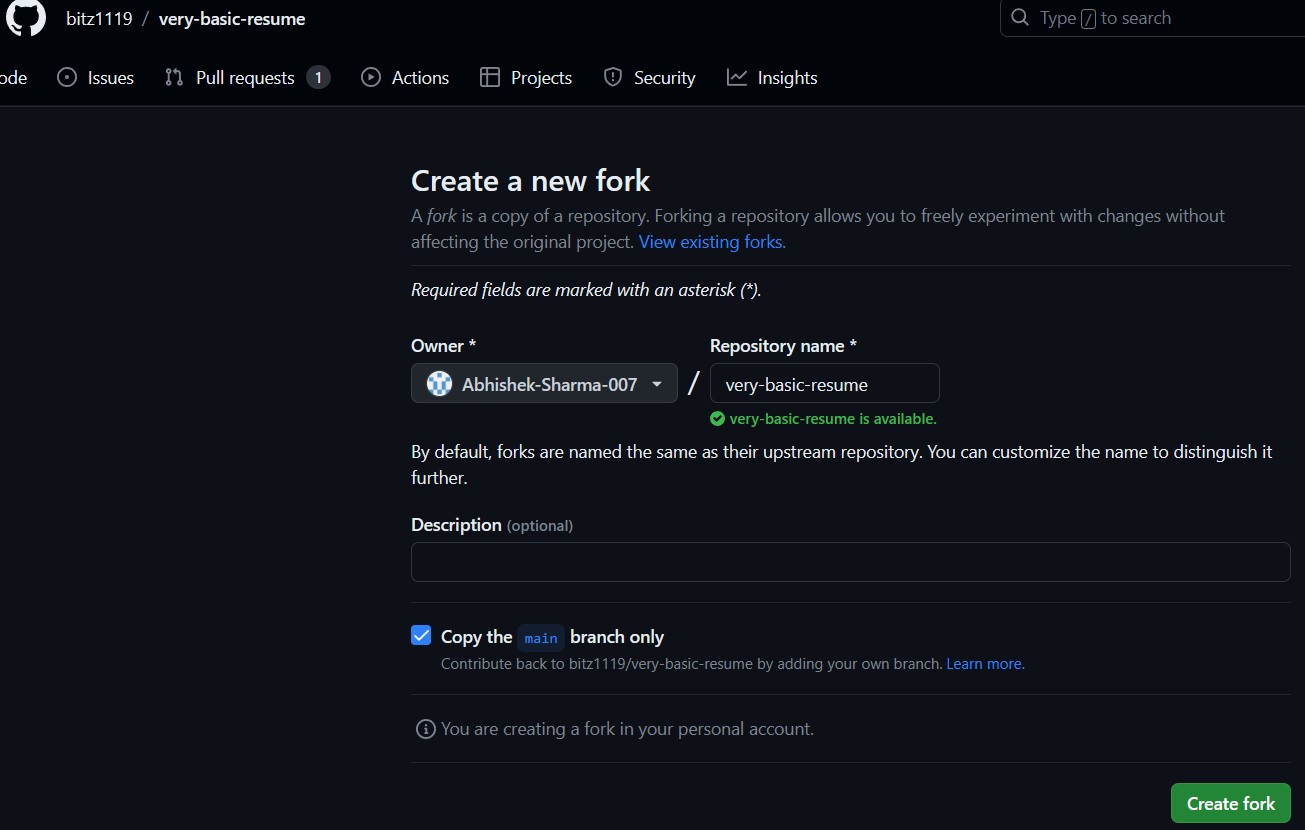 bitz1119 / very-basic-resume
Type / to search
ode Issues Pull requests 1 Actions Projects Security Insights
Create a new fork
A fork is a copy of a repository. Forking a repository allows you to freely experiment with changes without
affecting the original project. View existing forks.
Required fields are marked with an asterisk (*).
Owner *
Repository name *
Abhishek-Sharma-007 / very-basic-resume
very-basic-resume is available.
By default, forks are named the same as their upstream repository. You can customize the name to distinguish it
further.
Description (optional)
Copy the main branch only
Contribute back to bitz1119/very-basic-resume by adding your own branch. Learn more.
You are creating a fork in your personal account.
Create fork